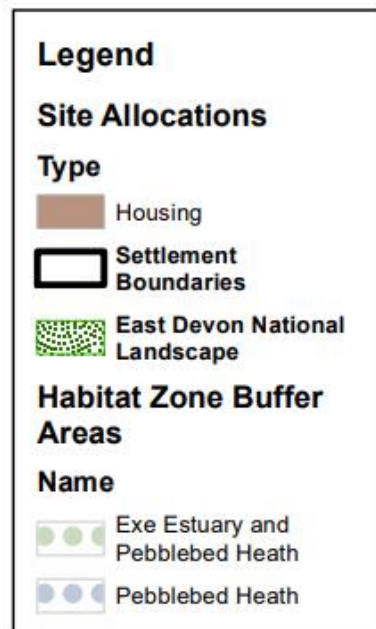 Legend
Site Allocations
Type
Housing
Settlement
Boundaries
East Devon National
Landscape
Habitat Zone Buffer
Areas
Name
Exe Estuary and
Pebblebed Heath
Pebblebed Heath